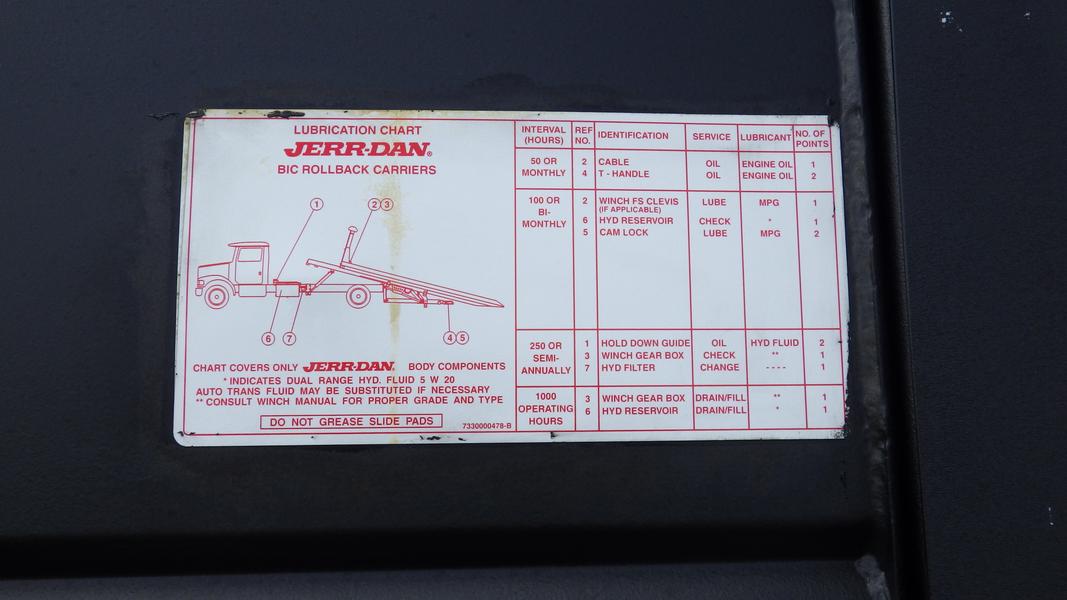 LUBRICATION CHART
JERR-DAN®
BIC ROLLBACK CARRIERS
1
2 3
6 7
4 5
CHART COVERS ONLY JERR-DAN. BODY COMPONENTS
* INDICATES DUAL RANGE HYD. FLUID 5 W 20
AUTO TRANS FLUID MAY BE SUBSTITUTED IF NECESSARY
** CONSULT WINCH MANUAL FOR PROPER GRADE AND TYPE
DO NOT GREASE SLIDE PADS
7330000478-B
INTERVAL (HOURS) REF NO. IDENTIFICATION SERVICE LUBRICANT NO. OF POINTS
50 OR MONTHLY
2 CABLE OIL ENGINE OIL 1
4 T - HANDLE OIL ENGINE OIL 2
100 OR BI- MONTHLY
2 WINCH FS CLEVIS LUBE MPG 1
(IF APPLICABLE)
6 HYD RESERVOIR CHECK * 1
5 CAM LOCK LUBE MPG 2
250 OR SEMI- ANNUALLY
1 HOLD DOWN GUIDE OIL HYD FLUID 2
3 WINCH GEAR BOX CHECK ** 1
7 HYD FILTER CHANGE - - - - 1
1000 OPERATING HOURS
3 WINCH GEAR BOX DRAIN/FILL ** 1
6 HYD RESERVOIR DRAIN/FILL * 1